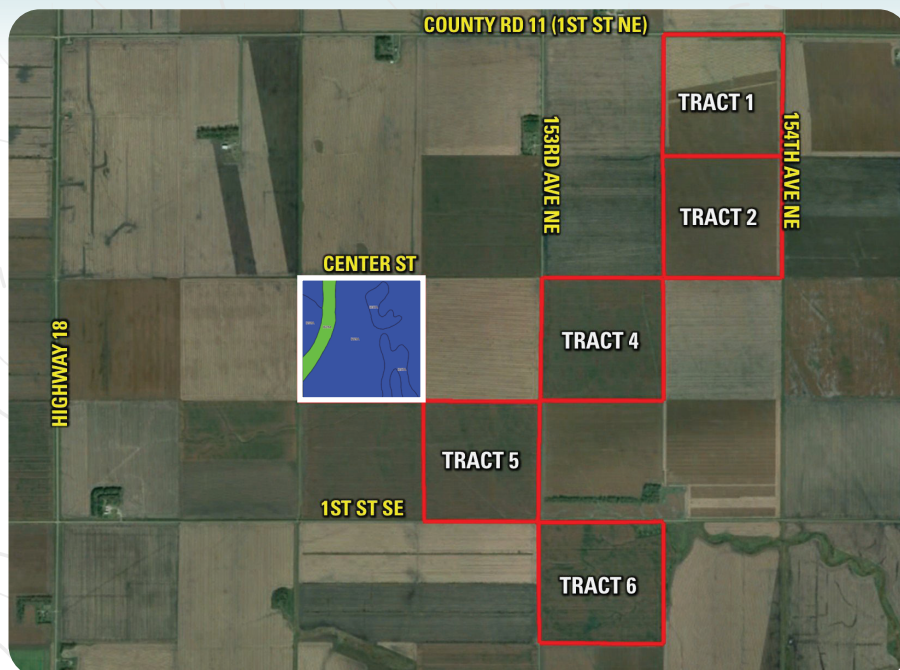 COUNTY RD 11 (1ST ST NE)
TRACT 1
153RD AVE NE
154TH AVE NE
TRACT 2
CENTER ST
TRACT 4
HIGHWAY 18
TRACT 5
1ST ST SE
TRACT 6